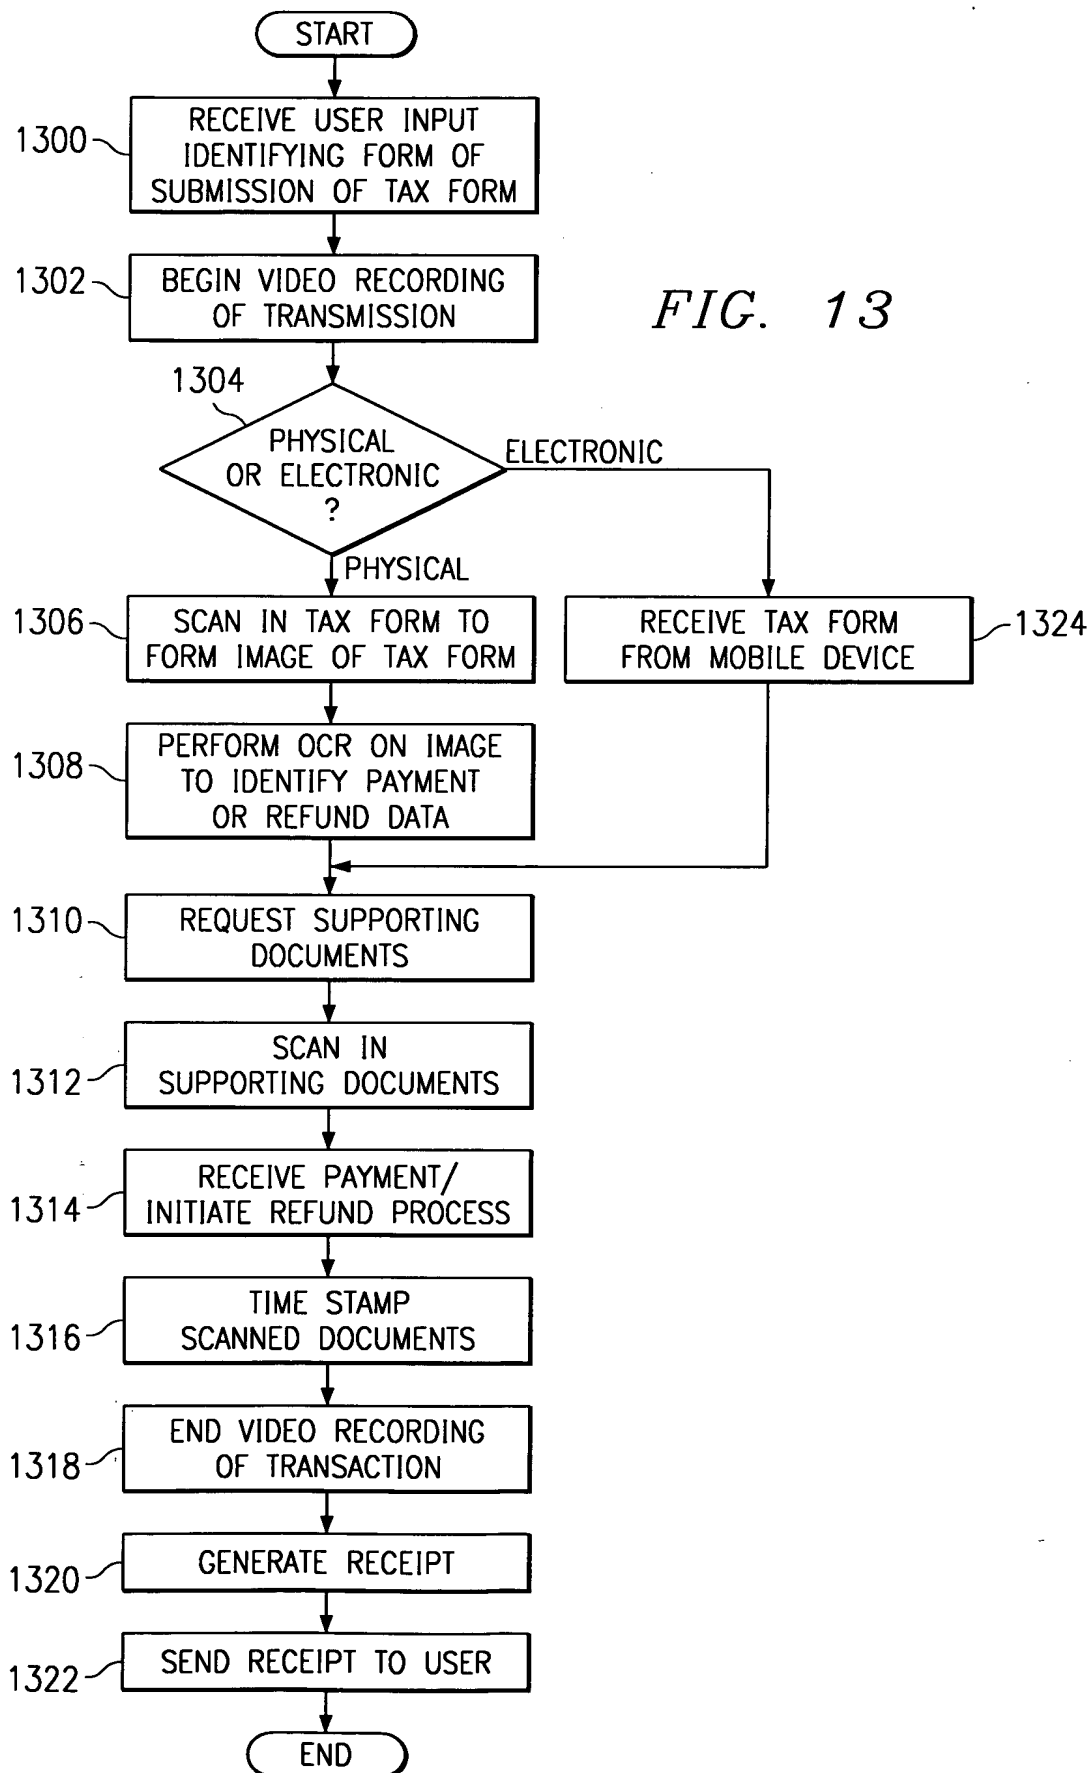 START
1300
RECEIVE USER INPUT
IDENTIFYING FORM OF
SUBMISSION OF TAX FORM
1302
BEGIN VIDEO RECORDING
OF TRANSMISSION
FIG. 13
1304
PHYSICAL
OR ELECTRONIC
?
ELECTRONIC
PHYSICAL
1306
SCAN IN TAX FORM TO
FORM IMAGE OF TAX FORM
RECEIVE TAX FORM
FROM MOBILE DEVICE
1324
1308
PERFORM OCR ON IMAGE
TO IDENTIFY PAYMENT
OR REFUND DATA
1310
REQUEST SUPPORTING
DOCUMENTS
1312
SCAN IN
SUPPORTING DOCUMENTS
1314
RECEIVE PAYMENT/
INITIATE REFUND PROCESS
1316
TIME STAMP
SCANNED DOCUMENTS
1318
END VIDEO RECORDING
OF TRANSACTION
1320
GENERATE RECEIPT
1322
SEND RECEIPT TO USER
END